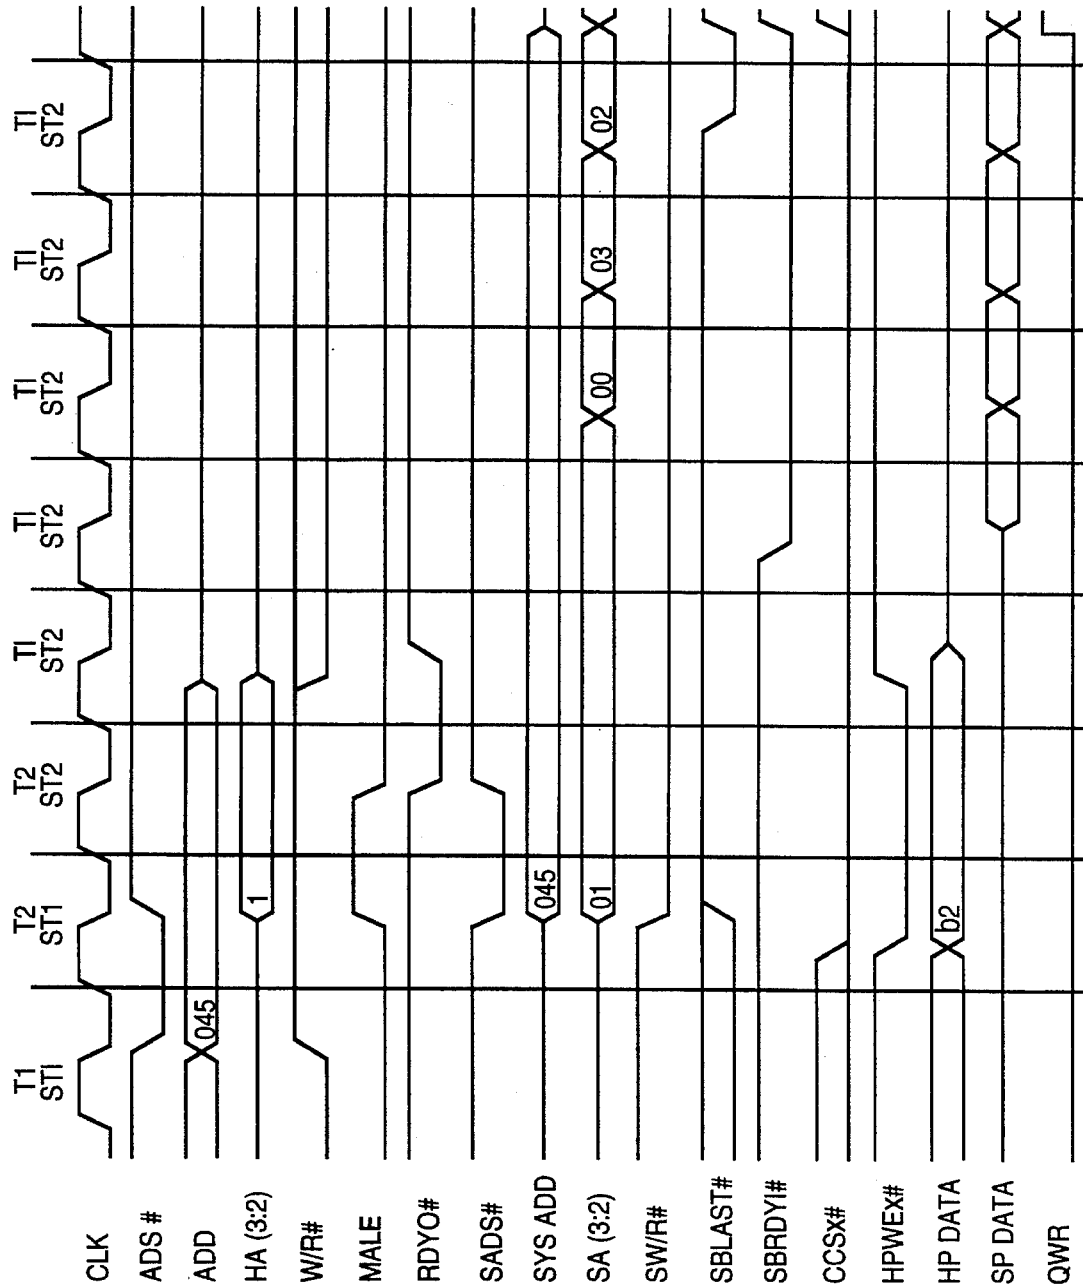 T1 T2 T2 TI TI TI TI TI
STI ST1 ST2 ST2 ST2 ST2 ST2 ST2
CLK
ADS #
ADD 045
HA (3:2) 1
W/R#
MALE
RDYO#
SADS#
SYS ADD 045
SA (3:2) 01 00 03 02
SW/R#
SBLAST#
SBRDYI#
CCSx#
HPWEx#
HP DATA b2
SP DATA
QWR